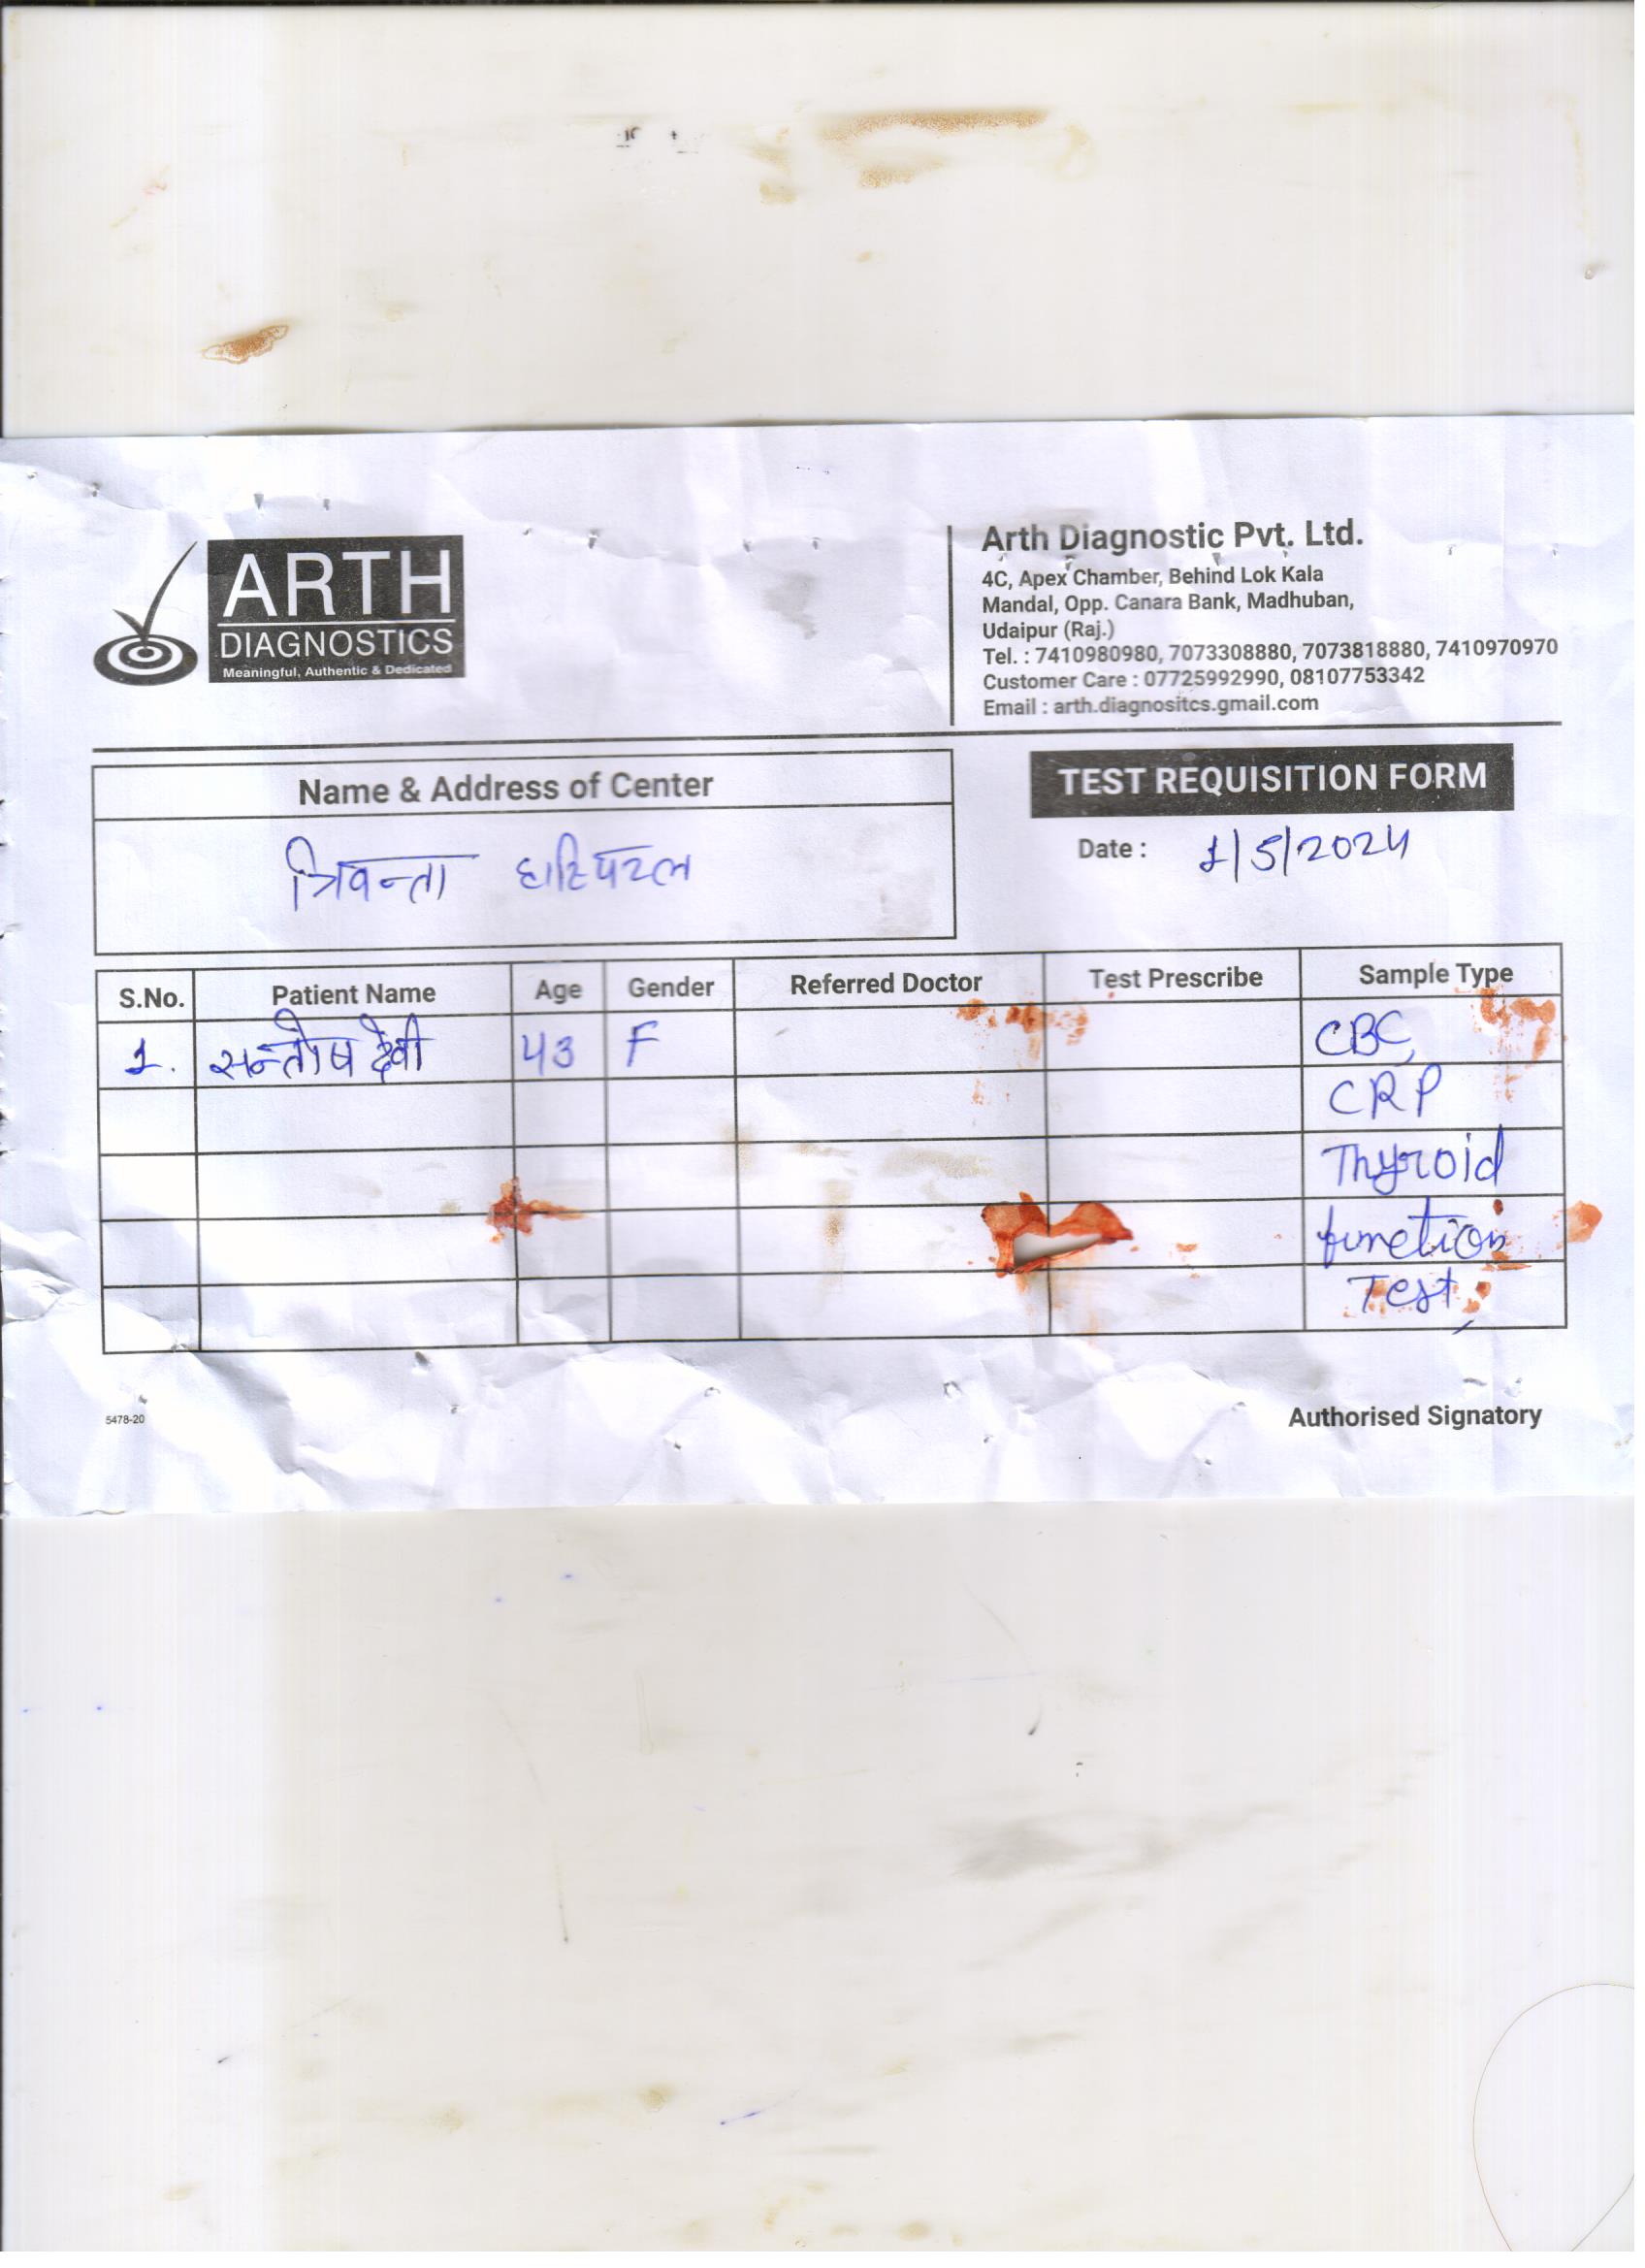 ARTH
DIAGNOSTICS
Meaningful, Authentic & Dedicated
Arth Diagnostic Pvt. Ltd.
4C, Apex Chamber, Behind Lok Kala
Mandal, Opp. Canara Bank, Madhuban,
Udaipur (Raj.)
Tel. : 7410980980, 7073308880, 7073818880, 7410970970
Customer Care : 07725992990, 08107753342
Email : arth.diagnositcs.gmail.com
Name & Address of Center
TEST REQUISITION FORM
Date : 1/5/2024
S.No. Patient Name Age Gender Referred Doctor Test Prescribe Sample Type
1. सन्तोष देवी 43 F CBC,
CRP
Thyroid
function
Test,
5478-20
Authorised Signatory